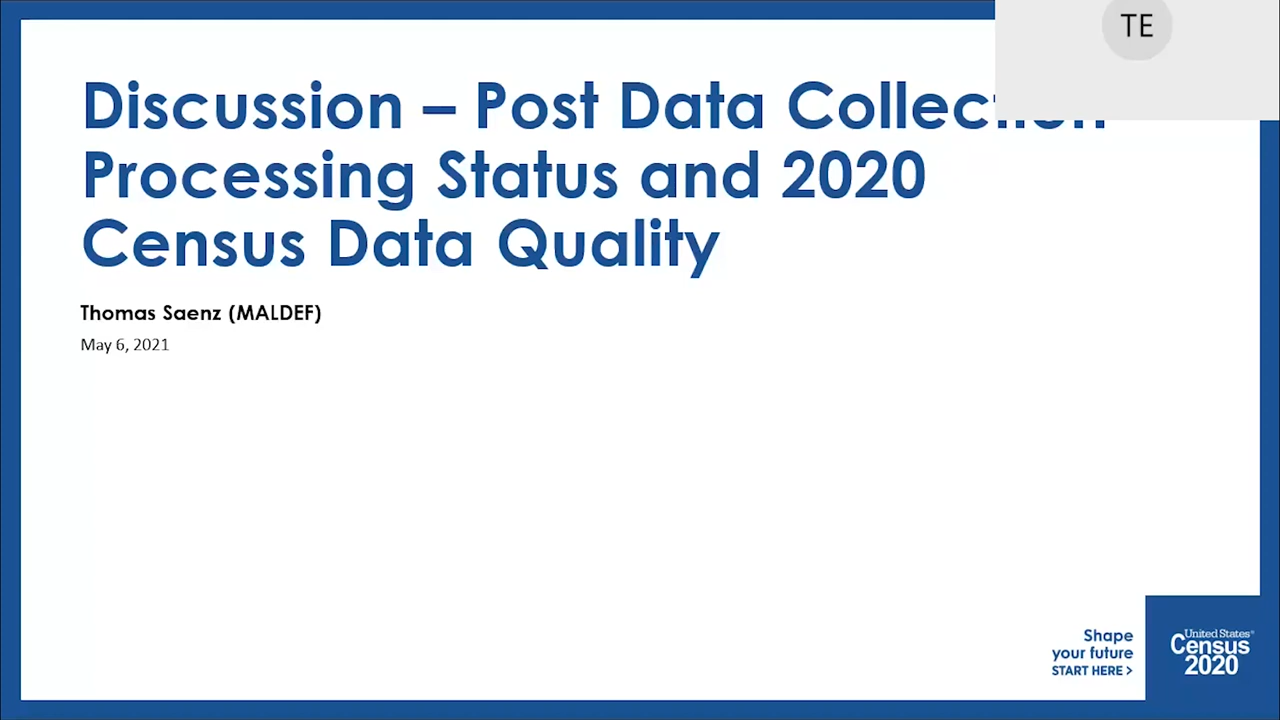 TE
Discussion – Post Data Collection
Processing Status and 2020
Census Data Quality
Thomas Saenz (MALDEF)
May 6, 2021
Shape
your future
START HERE >
United States®
Census
2020